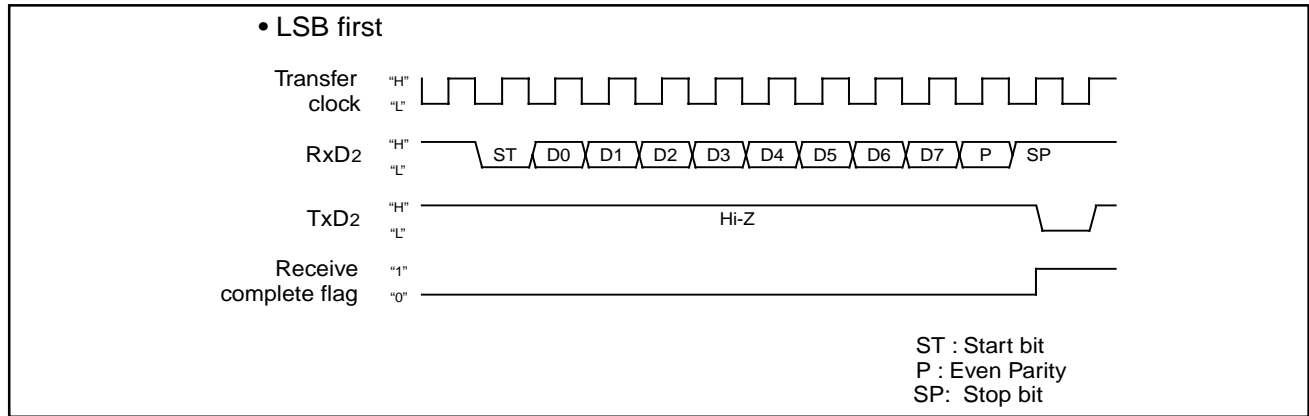 • LSB first
Transfer clock
“H”
“L”
RxD2
“H”
“L”
ST D0 D1 D2 D3 D4 D5 D6 D7 P SP
TxD2
“H”
“L”
Hi-Z
Receive complete flag
“1”
“0”
ST : Start bit
P : Even Parity
SP: Stop bit